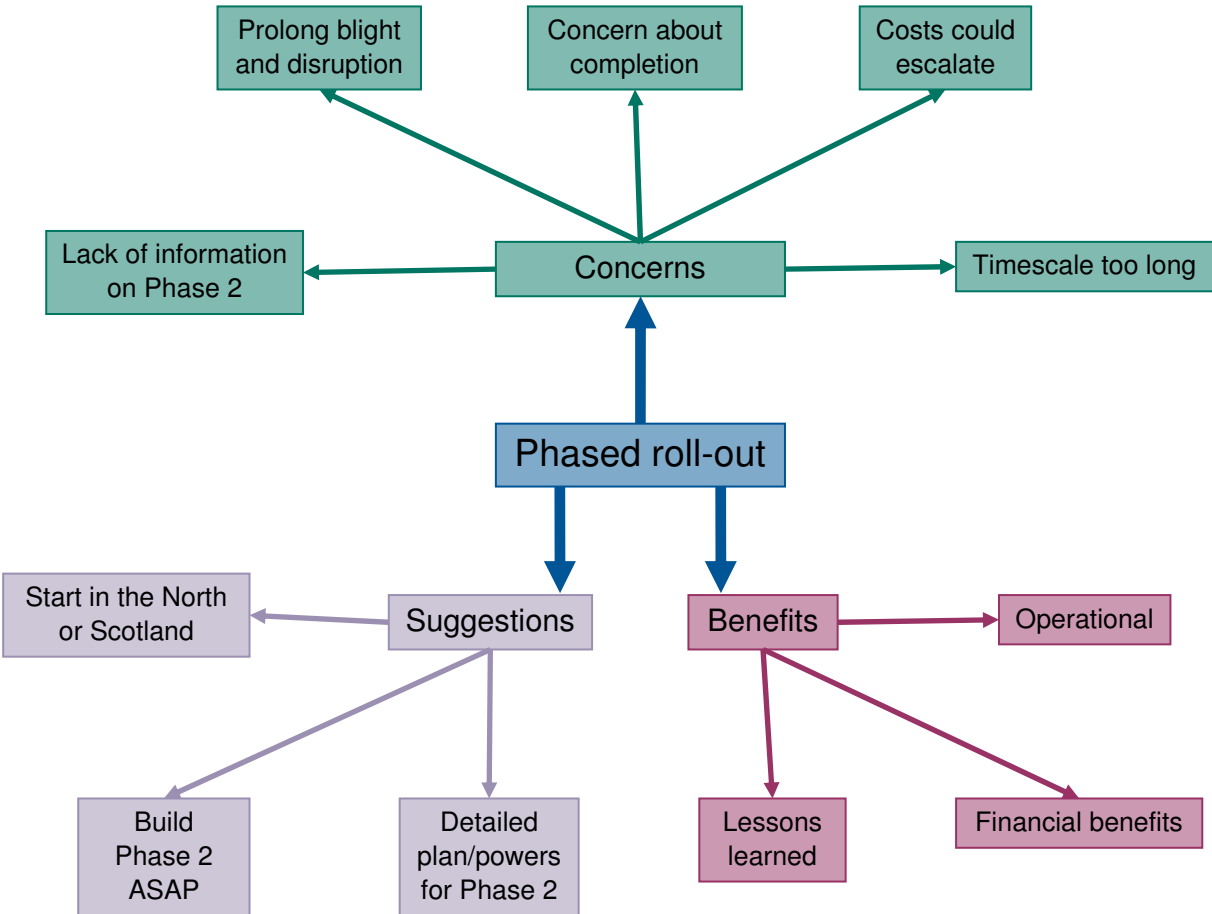 Prolong blight
and disruption
Concern about
completion
Costs could
escalate
Lack of information
on Phase 2
Concerns
Timescale too long
Phased roll-out
Start in the North
or Scotland
Suggestions
Benefits
Operational
Build
Phase 2
ASAP
Detailed
plan/powers
for Phase 2
Lessons
learned
Financial benefits